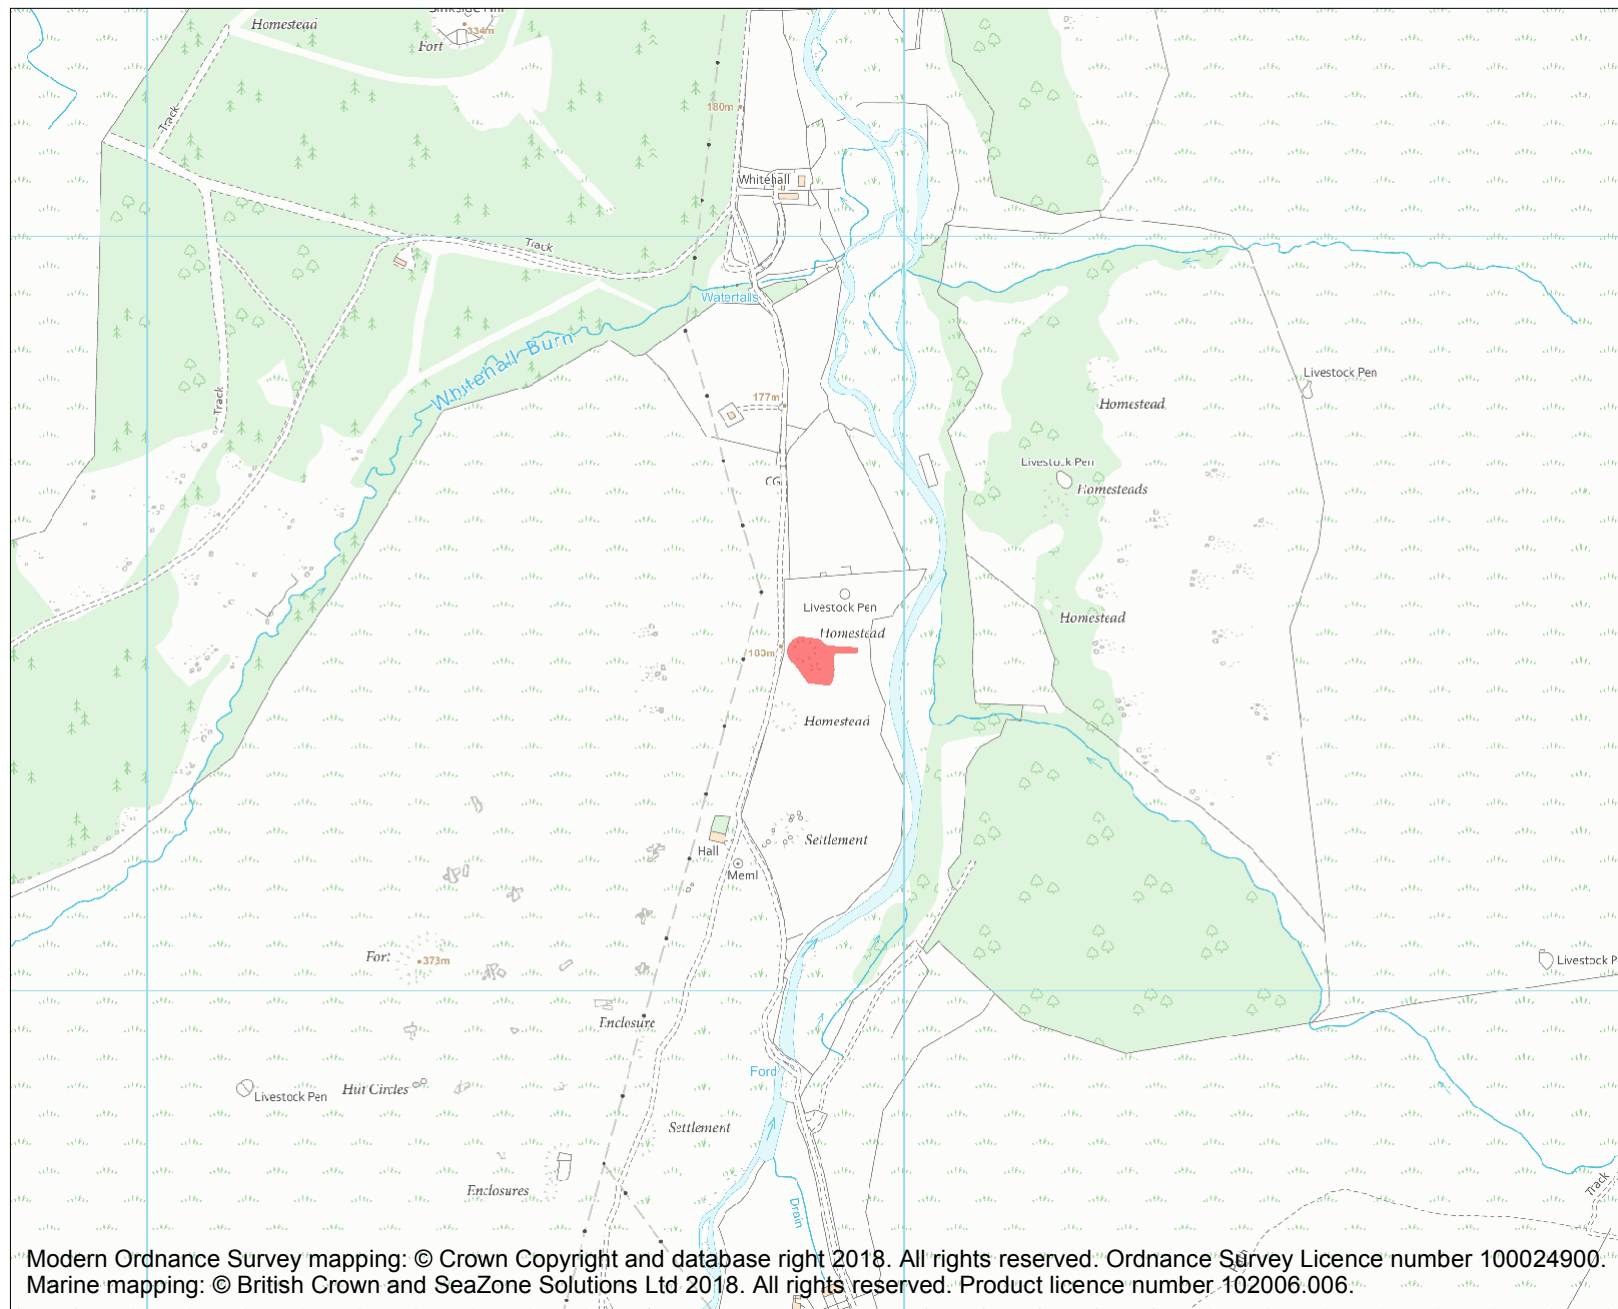 Homestead
334m
Fort
Track
180m
Whitehall
Track
Waterfalls
Whitehall Burn
Track
177m
Livestock Pen
Homestead
CG
Livestock Pen
Homesteads
Livestock Pen
Homestead
Homestead
Homestead
Settlement
Hall
Meml
373m
Livestock P
Enclosure
Ford
Livestock Pen
Hut Circles
Settlement
Enclosures
Track
Drain
Modern Ordnance Survey mapping: © Crown Copyright and database right 2018. All rights reserved. Ordnance Survey Licence number 100024900.
Marine mapping: © British Crown and SeaZone Solutions Ltd 2018. All rights reserved. Product licence number 102006.006.